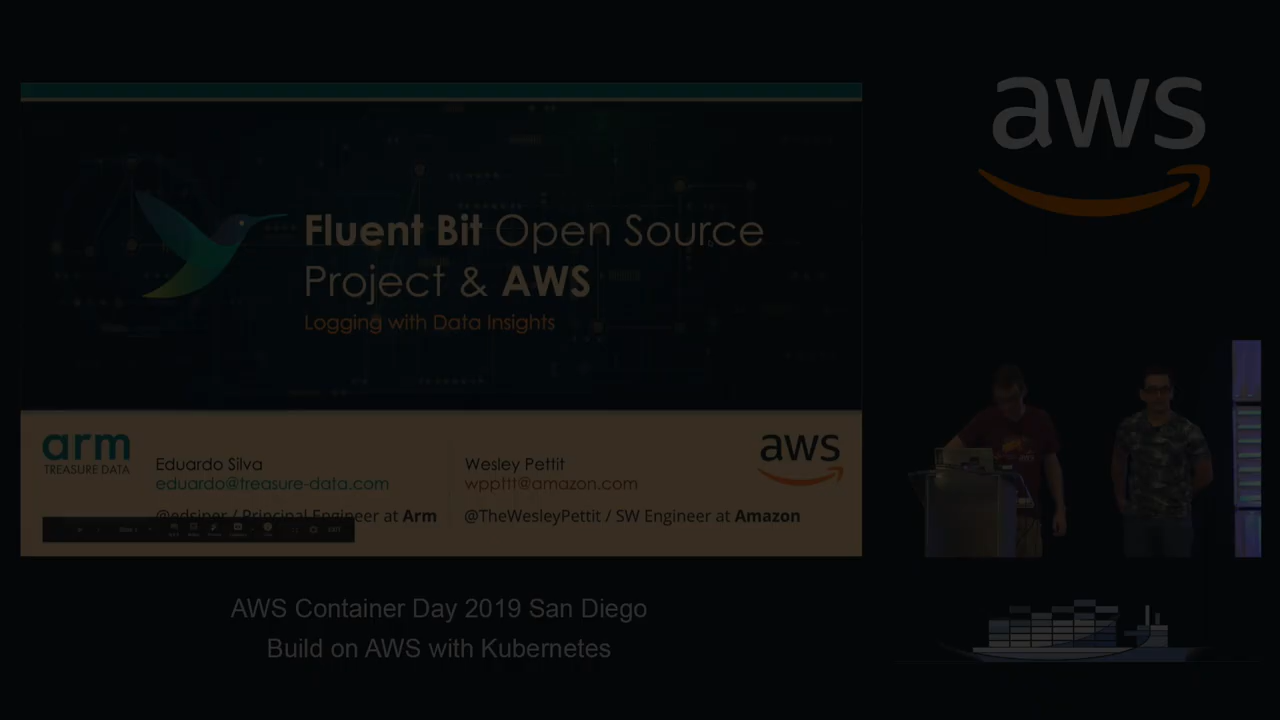 aws
Fluent Bit Open Source
Project & AWS
Logging with Data Insights
arm
TREASURE DATA
Eduardo Silva
eduardo@treasure-data.com
@edsiper / Principal Engineer at Arm
Wesley Pettit
wppttt@amazon.com
@TheWesleyPettit / SW Engineer at Amazon
aws
AWS Container Day 2019 San Diego
Build on AWS with Kubernetes